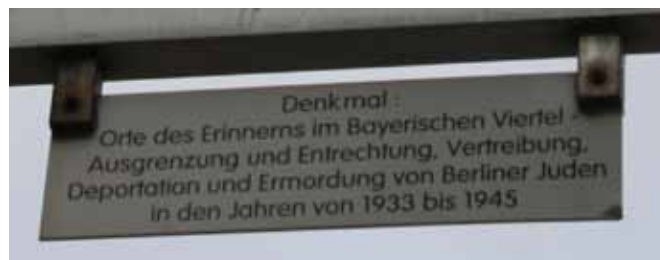 Denkmal :
Orte des Erinnerns im Bayerischen Viertel -
Ausgrenzung und Entrechtung, Vertreibung,
Deportation und Ermordung von Berliner Juden
in den Jahren von 1933 bis 1945